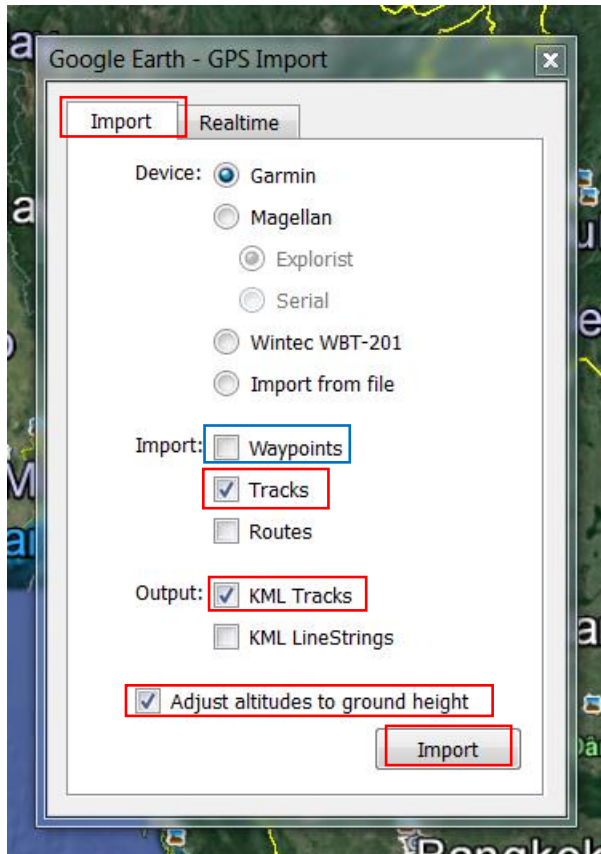 Google Earth - GPS Import
Import Realtime
Device: Garmin
Magellan
Explorist
Serial
Wintec WBT-201
Import from file
Import: Waypoints
Tracks
Routes
Output: KML Tracks
KML LineStrings
Adjust altitudes to ground height
Import